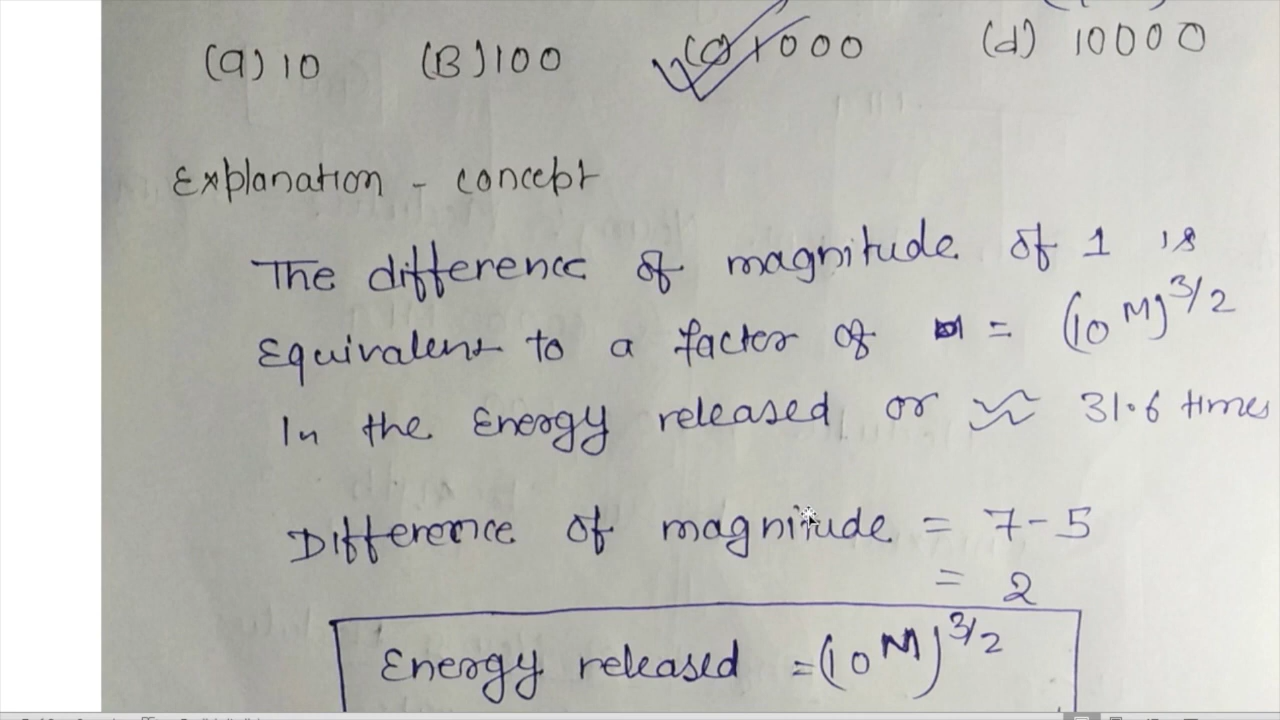 (a) 10 (B) 100 (c) 1000 (d) 10000
Explanation - concept
The difference of magnitude of 1 is
Equivalent to a factor of = (10^M)^3/2
In the Energy released or ≈ 31.6 times
Difference of magnitude = 7-5
= 2
Energy released = (10^M)^3/2